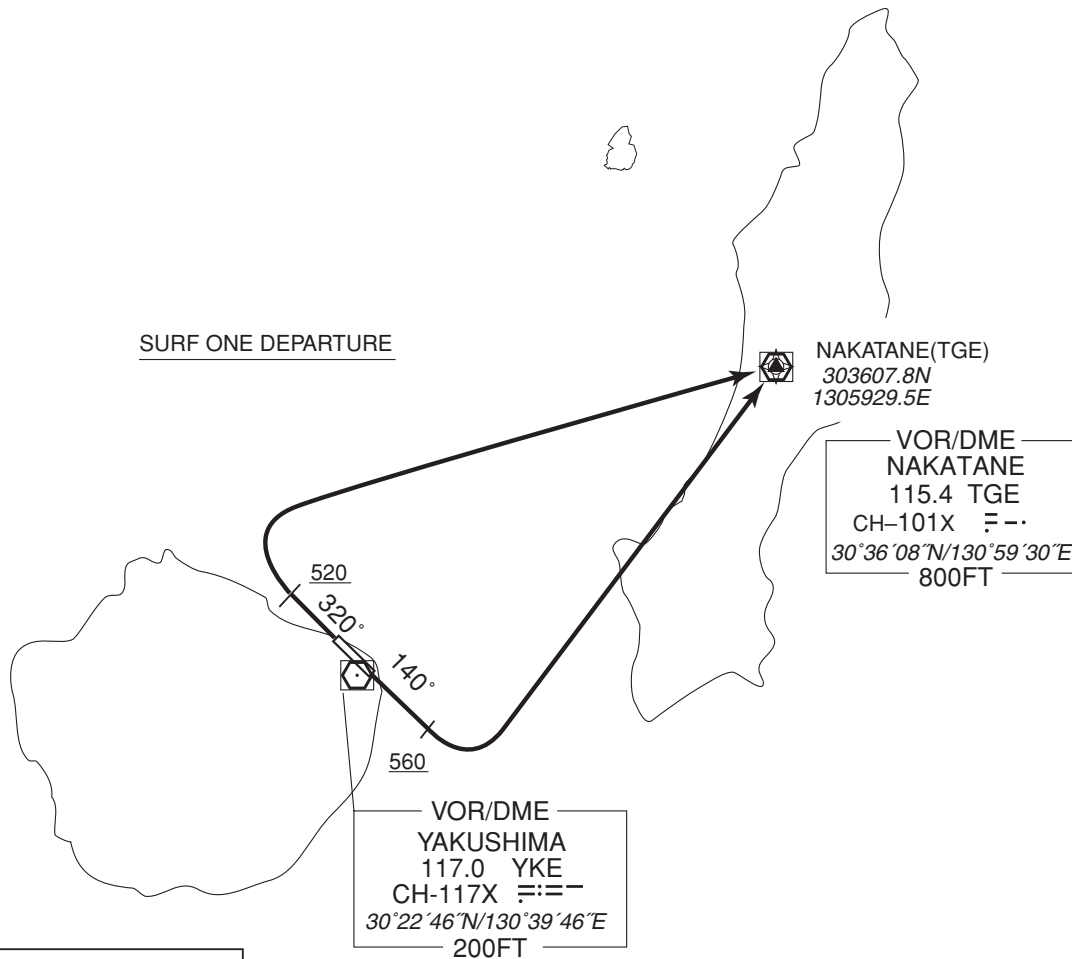 SURF ONE DEPARTURE
NAKATANE(TGE)
303607.8N
1305929.5E
VOR/DME
NAKATANE
115.4 TGE
CH–101X
30°36´08˝N/130°59´30˝E
800FT
520
320°
140°
560
VOR/DME
YAKUSHIMA
117.0 YKE
CH-117X
30°22´46˝N/130°39´46˝E
200FT